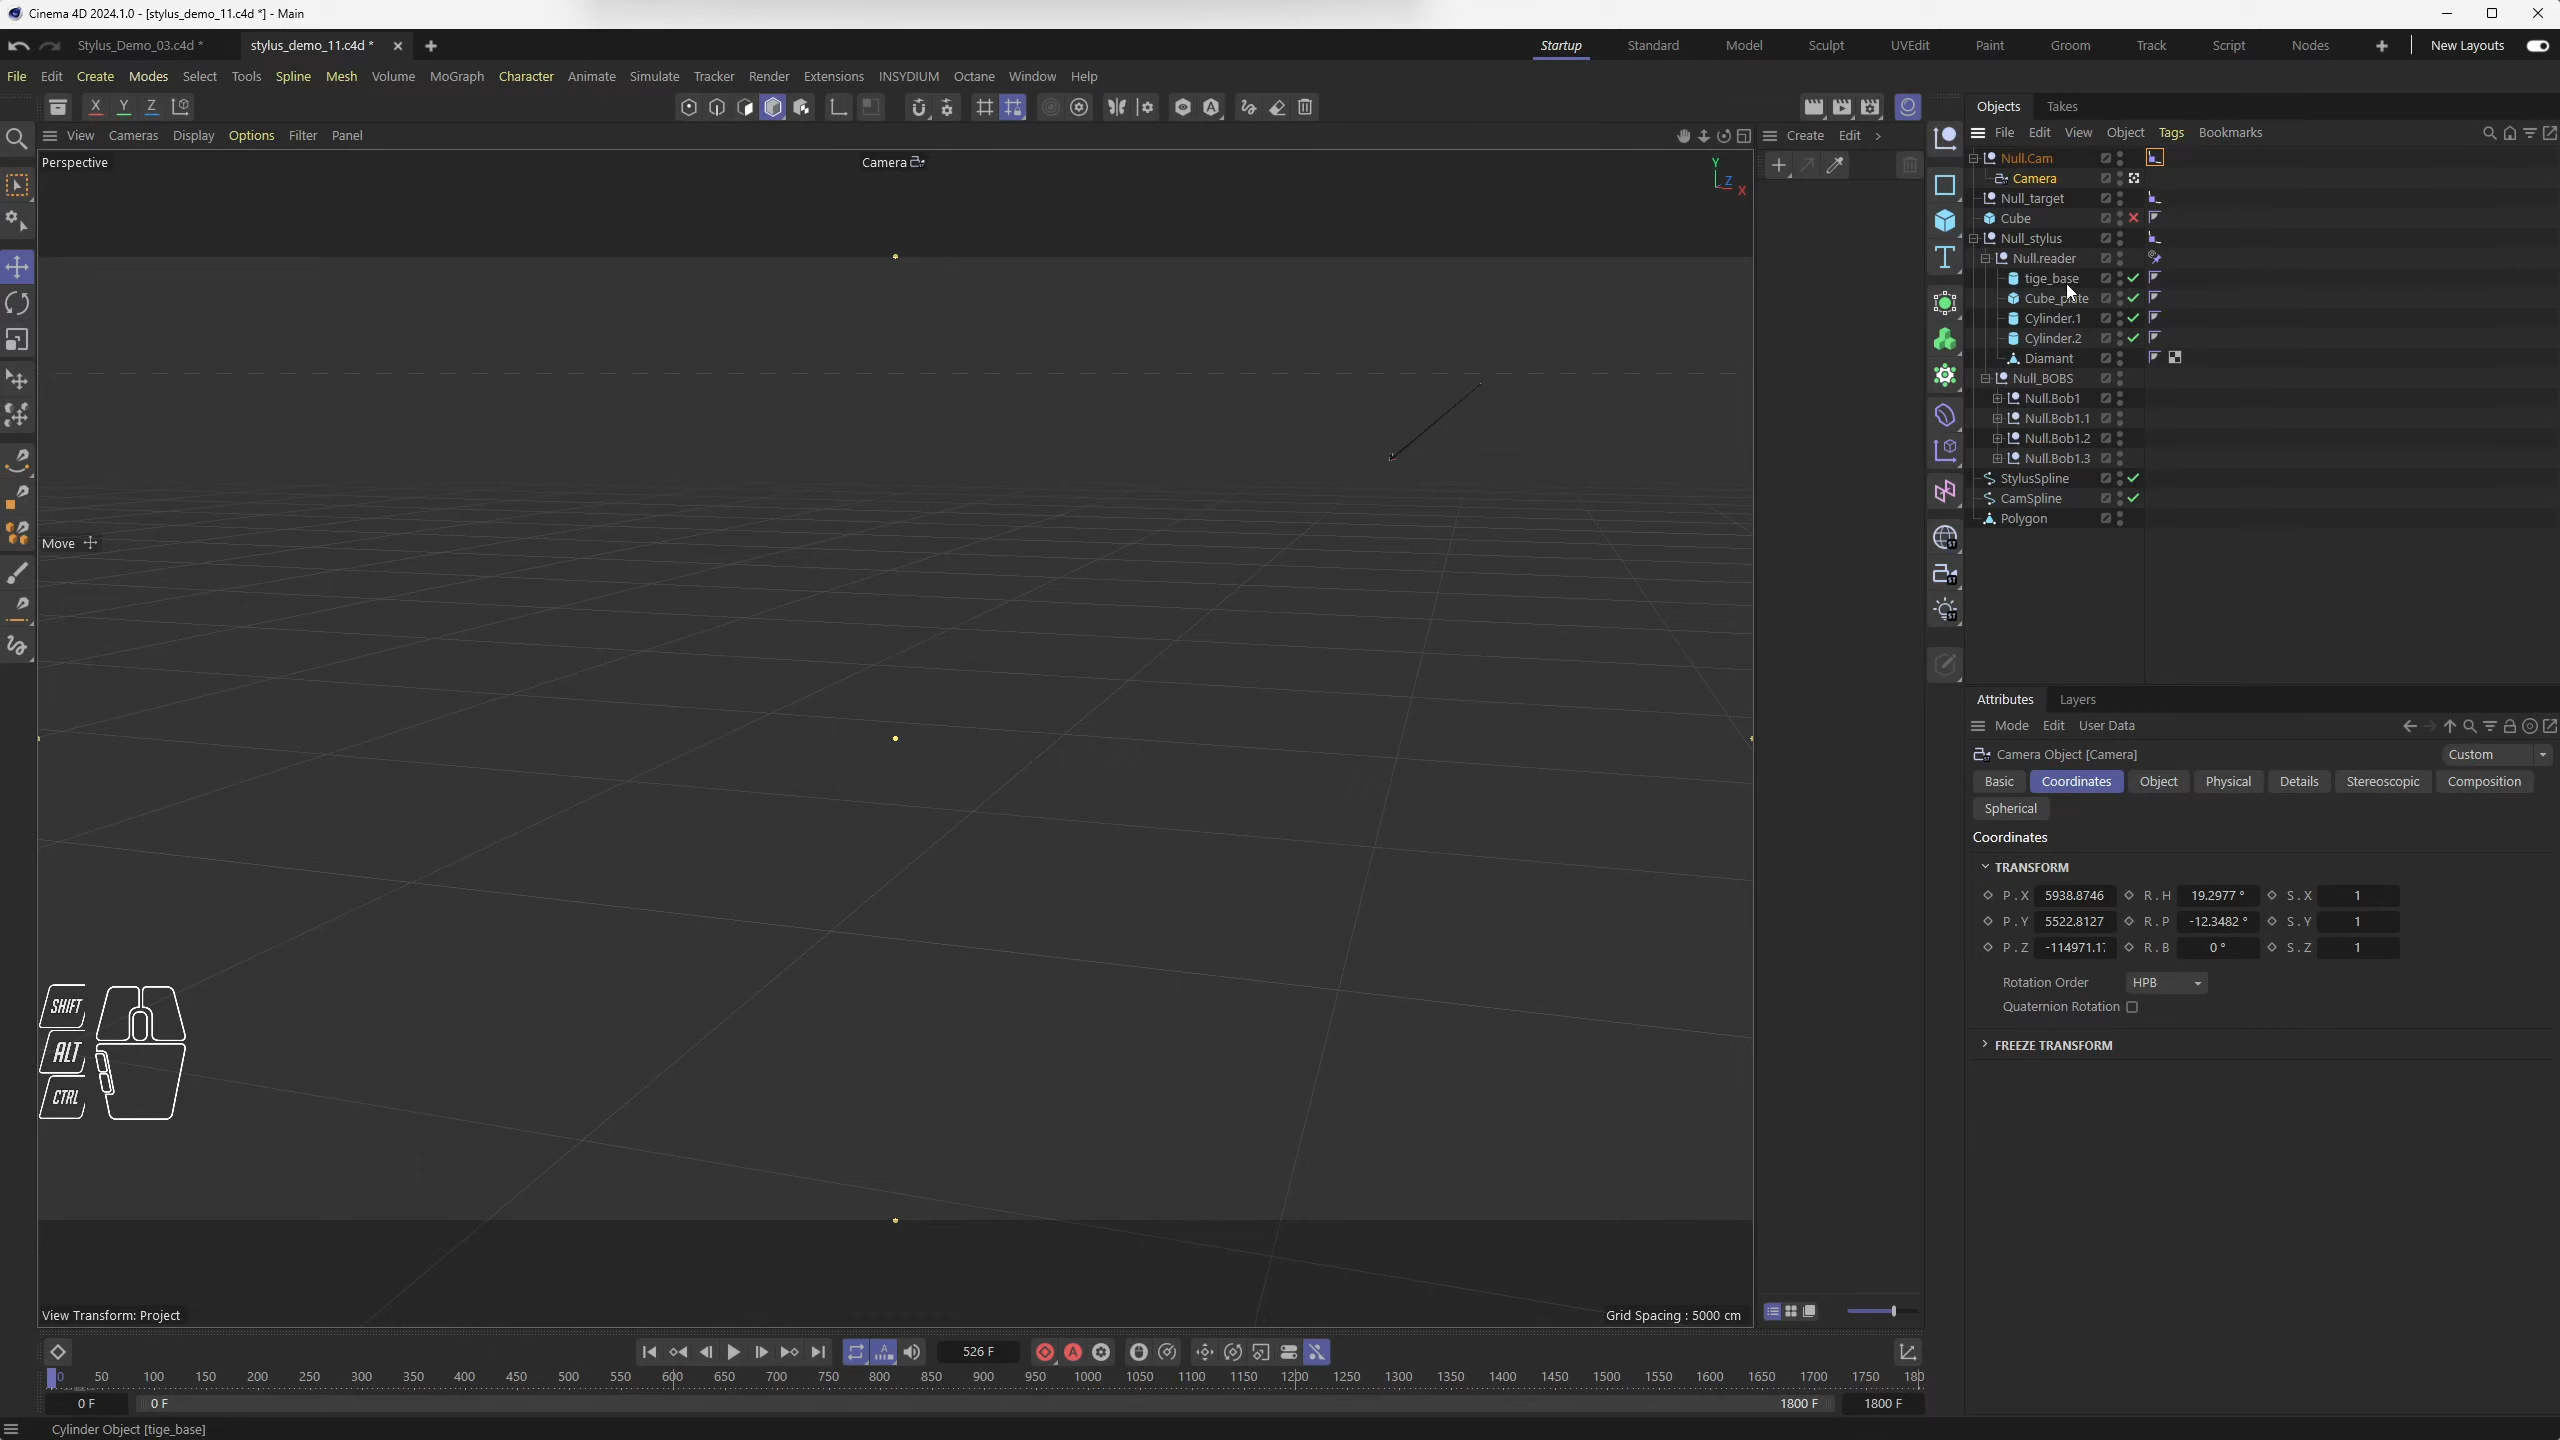 Cinema 4D 2024.1.0 - [stylus_demo_11.c4d *] - Main
Stylus_Demo_03.c4d *
stylus_demo_11.c4d *
Startup Standard Model Sculpt UVEdit Paint Groom Track Script Nodes New Layouts
File Edit Create Modes Select Tools Spline Mesh Volume MoGraph Character Animate Simulate Tracker Render Extensions INSYDIUM Octane Window Help
X Y Z
Objects Takes
View Cameras Display Options Filter Panel
Create Edit
File Edit View Object Tags Bookmarks
Perspective
Camera
Y
Z
X
Null.Cam
Camera
Null_target
Cube
Null_stylus
Null.reader
tige_base
Cylinder.1
Cylinder.2
Diamant
Null_BOBS
Null.Bob1
Null.Bob1.1
Null.Bob1.2
Null.Bob1.3
StylusSpline
CamSpline
Polygon
Move
Attributes Layers
Mode Edit User Data
Camera Object [Camera]
Custom
Basic Coordinates Object Physical Details Stereoscopic Composition
Spherical
Coordinates
TRANSFORM
P . X 5938.8746 R . H 19.2977 ° S . X 1
P . Y 5522.8127 R . P -12.3482 ° S . Y 1
P . Z -114971.1 R . B 0 ° S . Z 1
Rotation Order HPB
Quaternion Rotation
FREEZE TRANSFORM
SHIFT
ALT
CTRL
View Transform: Project
Grid Spacing : 5000 cm
526 F
0 50 100 150 200 250 300 350 400 450 500 550 600 650 700 750 800 850 900 950 1000 1050 1100 1150 1200 1250 1300 1350 1400 1450 1500 1550 1600 1650 1700 1750 180
0 F 0 F 1800 F 1800 F
Cylinder Object [tige_base]